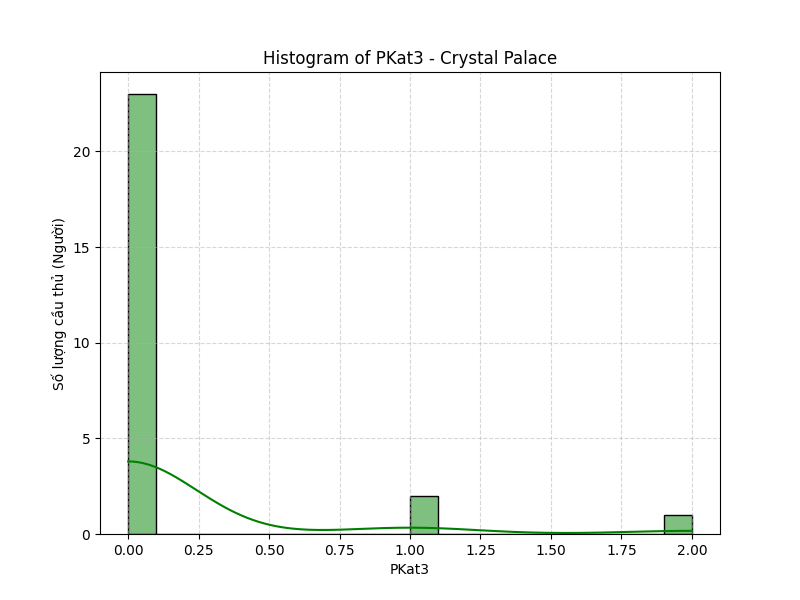 Histogram of PKat3 - Crystal Palace
Số lượng cầu thủ (Người)
20
15
10
5
0
0.00 0.25 0.50 0.75 1.00 1.25 1.50 1.75 2.00
PKat3